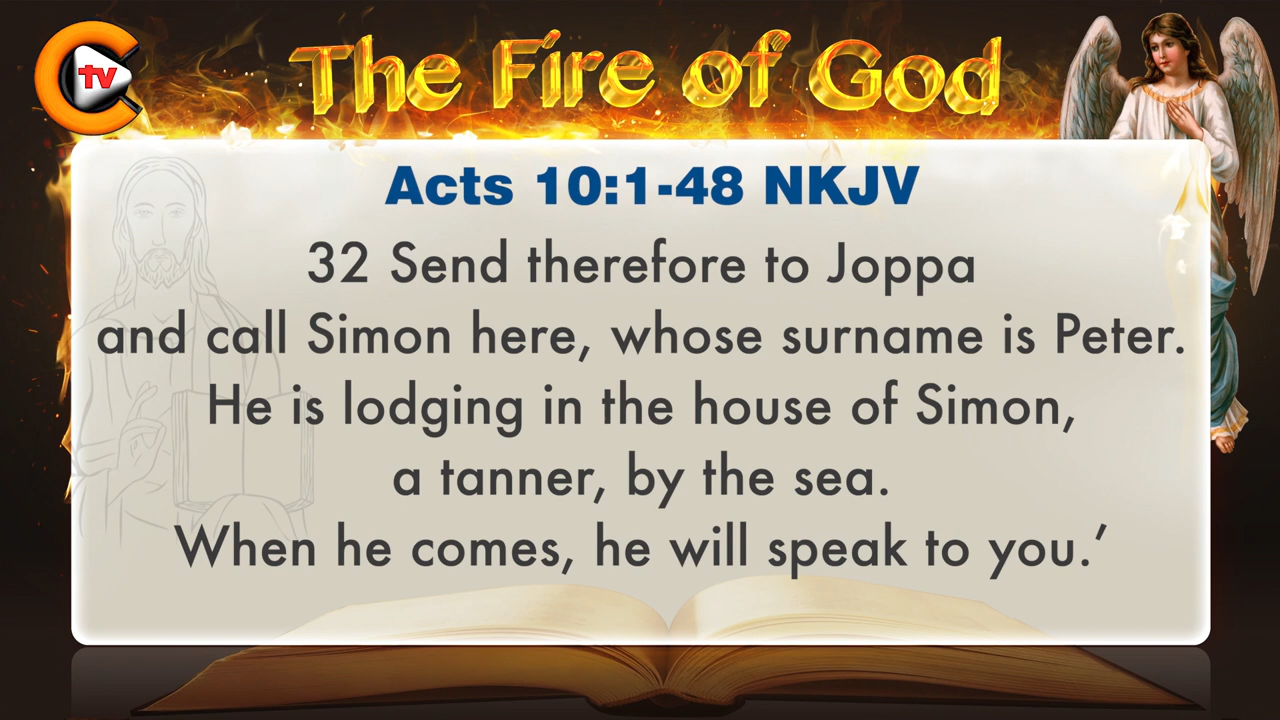 tv
The Fire of God
Acts 10:1-48 NKJV
32 Send therefore to Joppa
and call Simon here, whose surname is Peter.
He is lodging in the house of Simon,
a tanner, by the sea.
When he comes, he will speak to you.’